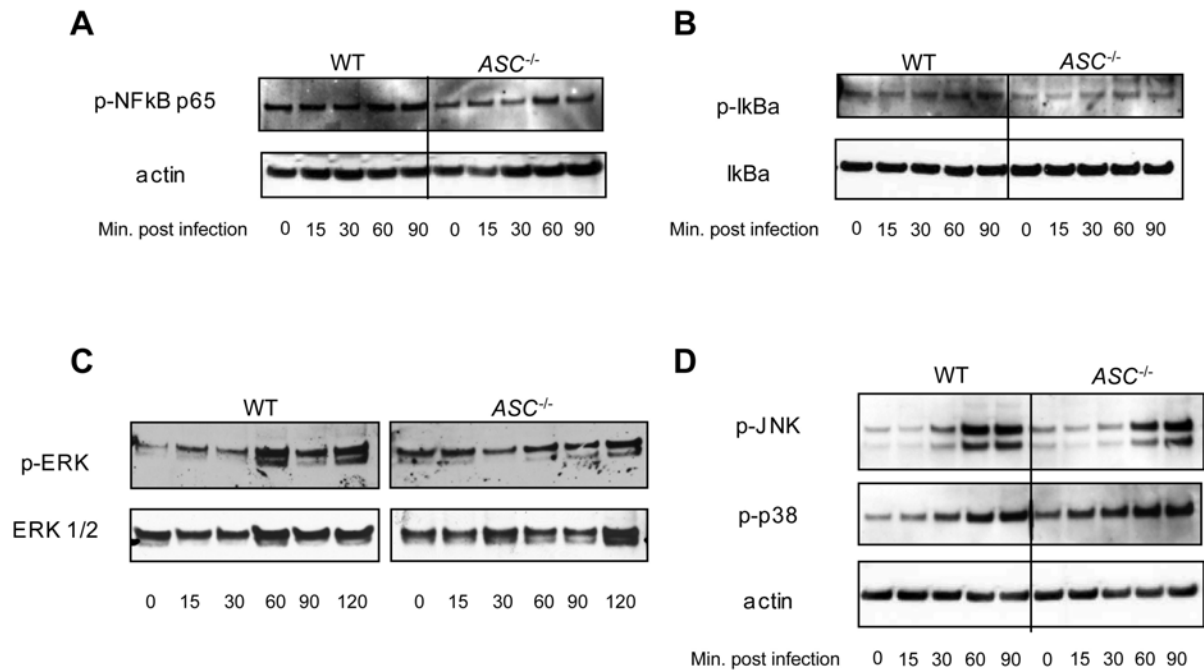 A
WT ASC-/-
p-NFkB p65
actin
Min. post infection 0 15 30 60 90 0 15 30 60 90
B
WT ASC-/-
p-IkBa
IkBa
Min. post infection 0 15 30 60 90 0 15 30 60 90
C
WT ASC-/-
p-ERK
ERK 1/2
0 15 30 60 90 120 0 15 30 60 90 120
D
WT ASC-/-
p-JNK
p-p38
actin
Min. post infection 0 15 30 60 90 0 15 30 60 90